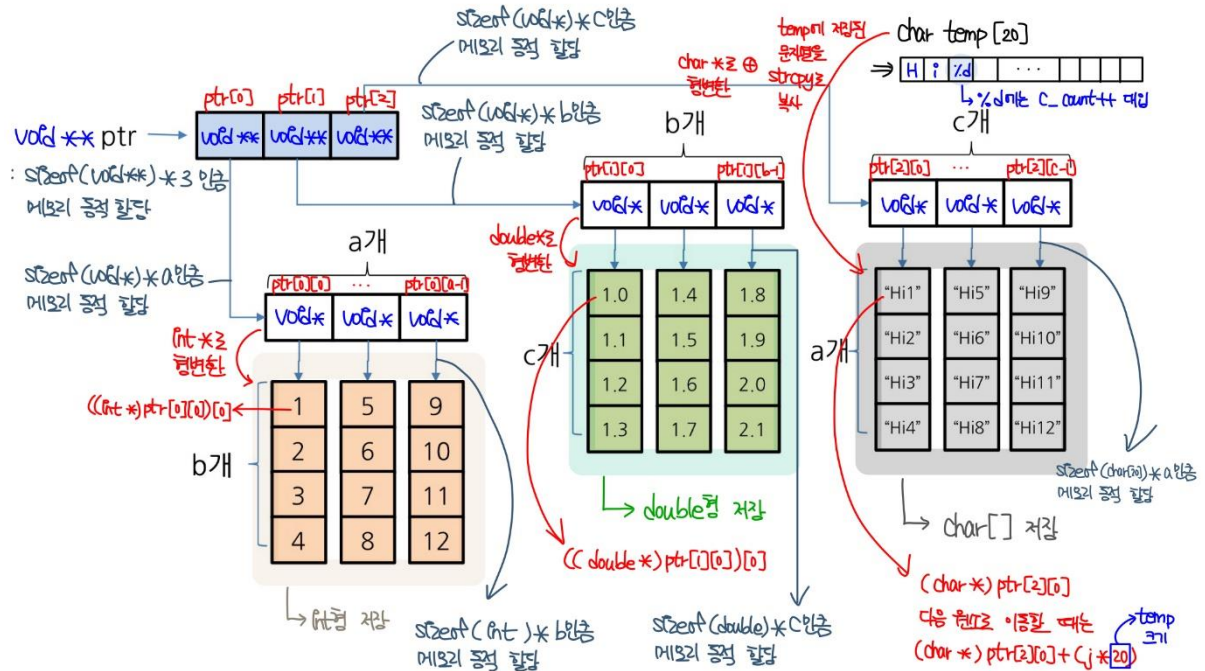 sizeof(void*)*c만큼
메모리 동적 할당
char*로
형변환
temp에 저장된
문자열을
strcpy로
복사
char temp[20]
⇒ H i %d ...
%d에는 c_count++ 대입
ptr[0] ptr[1] ptr[2]
void** ptr
void** void** void**
: sizeof(void**)*3만큼
메모리 동적 할당
sizeof(void*)*b만큼
메모리 동적 할당
b개
ptr[1][0] ptr[1][b-1]
void* void* void*
c개
ptr[2][0] ... ptr[2][c-1]
void* void* void*
sizeof(void*)*a만큼
메모리 동적 할당
a개
ptr[0][0] ... ptr[0][a-1]
void* void* void*
int*로
형변환
((int*)ptr[0][0])[0]
b개
1 5 9
2 6 10
3 7 11
4 8 12
int형 저장
sizeof(int)*b만큼
메모리 동적 할당
double*로
형변환
c개
1.0 1.4 1.8
1.1 1.5 1.9
1.2 1.6 2.0
1.3 1.7 2.1
double형 저장
((double*)ptr[1][0])[0]
sizeof(double)*c만큼
메모리 동적 할당
a개
"Hi1" "Hi5" "Hi9"
"Hi2" "Hi6" "Hi10"
"Hi3" "Hi7" "Hi11"
"Hi4" "Hi8" "Hi12"
char[] 저장
sizeof(char[20])*a만큼
메모리 동적 할당
(char*)ptr[2][0]
다음 원소로 이동할 때는
(char*)ptr[2][0]+(j*20)
temp
크기